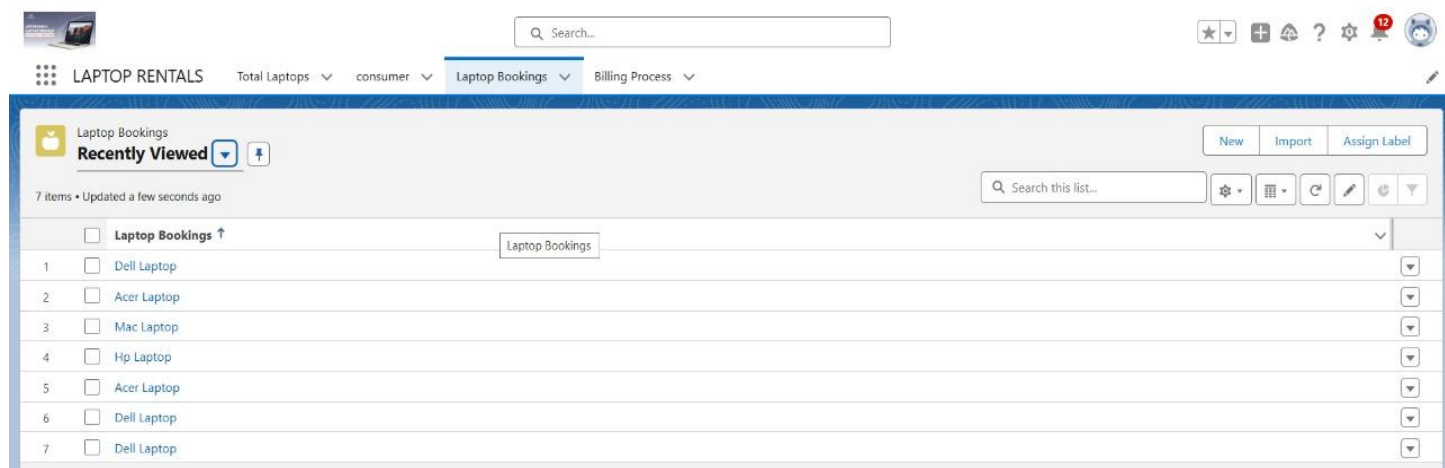 Search...
12
LAPTOP RENTALS Total Laptops consumer Laptop Bookings Billing Process
Laptop Bookings
Recently Viewed
New Import Assign Label
7 items • Updated a few seconds ago
Search this list...
Laptop Bookings ↑
Laptop Bookings
1 Dell Laptop
2 Acer Laptop
3 Mac Laptop
4 Hp Laptop
5 Acer Laptop
6 Dell Laptop
7 Dell Laptop